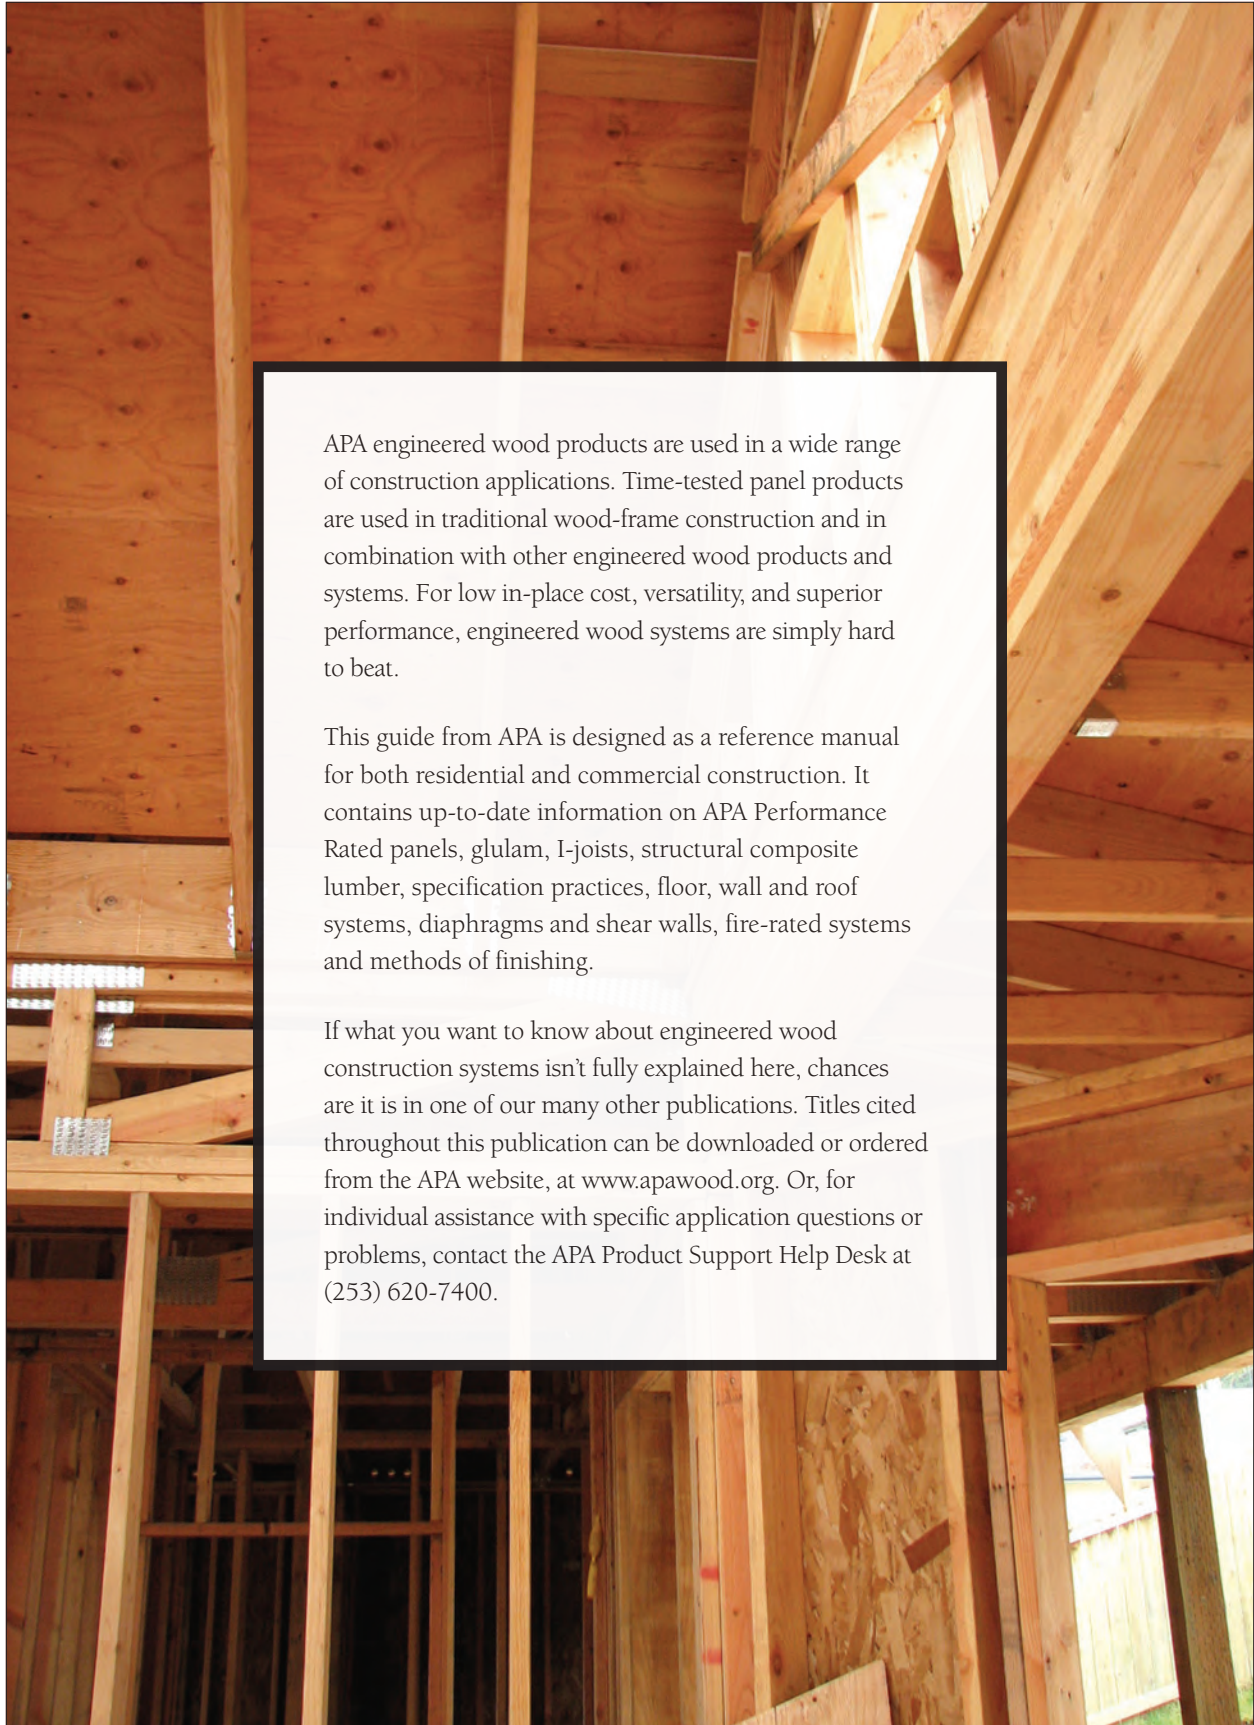 APA engineered wood products are used in a wide range
of construction applications. Time-tested panel products
are used in traditional wood-frame construction and in
combination with other engineered wood products and
systems. For low in-place cost, versatility, and superior
performance, engineered wood systems are simply hard
to beat.
This guide from APA is designed as a reference manual
for both residential and commercial construction. It
contains up-to-date information on APA Performance
Rated panels, glulam, I-joists, structural composite
lumber, specification practices, floor, wall and roof
systems, diaphragms and shear walls, fire-rated systems
and methods of finishing.
If what you want to know about engineered wood
construction systems isn’t fully explained here, chances
are it is in one of our many other publications. Titles cited
throughout this publication can be downloaded or ordered
from the APA website, at www.apawood.org. Or, for
individual assistance with specific application questions or
problems, contact the APA Product Support Help Desk at
(253) 620-7400.